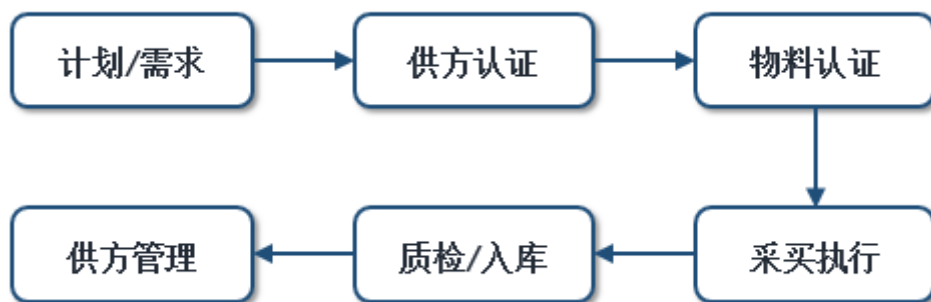 计划/需求
供方认证
物料认证
采买执行
质检/入库
供方管理